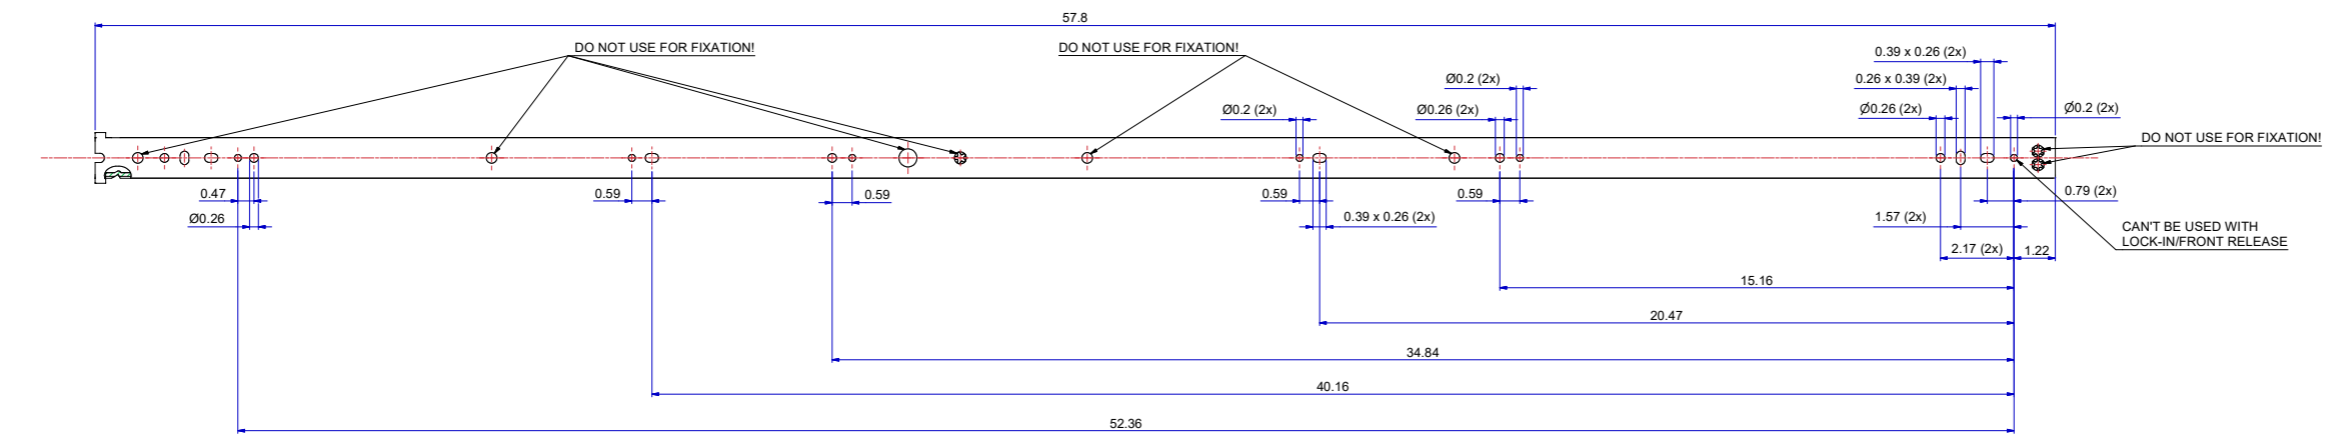 57.8
DO NOT USE FOR FIXATION!
DO NOT USE FOR FIXATION!
0.39 x 0.26 (2x)
Ø0.2 (2x)
0.26 x 0.39 (2x)
Ø0.2 (2x)
Ø0.26 (2x)
Ø0.26 (2x)
Ø0.2 (2x)
DO NOT USE FOR FIXATION!
0.47
0.59
0.59
0.59
0.59
0.79 (2x)
Ø0.26
0.39 x 0.26 (2x)
1.57 (2x)
CAN'T BE USED WITH
LOCK-IN/FRONT RELEASE
2.17 (2x)
1.22
15.16
20.47
34.84
40.16
52.36